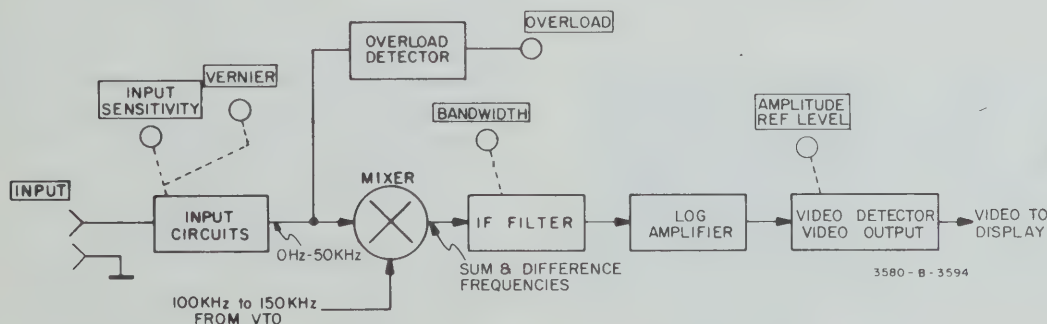 OVERLOAD
DETECTOR
OVERLOAD
INPUT
SENSITIVITY
VERNIER
BANDWIDTH
AMPLITUDE
REF LEVEL
INPUT
INPUT
CIRCUITS
MIXER
IF FILTER
LOG
AMPLIFIER
VIDEO DETECTOR
VIDEO OUTPUT
VIDEO TO
DISPLAY
0Hz-50KHz
SUM & DIFFERENCE
FREQUENCIES
100KHz to 150KHz
FROM VTO
3580-B-3594